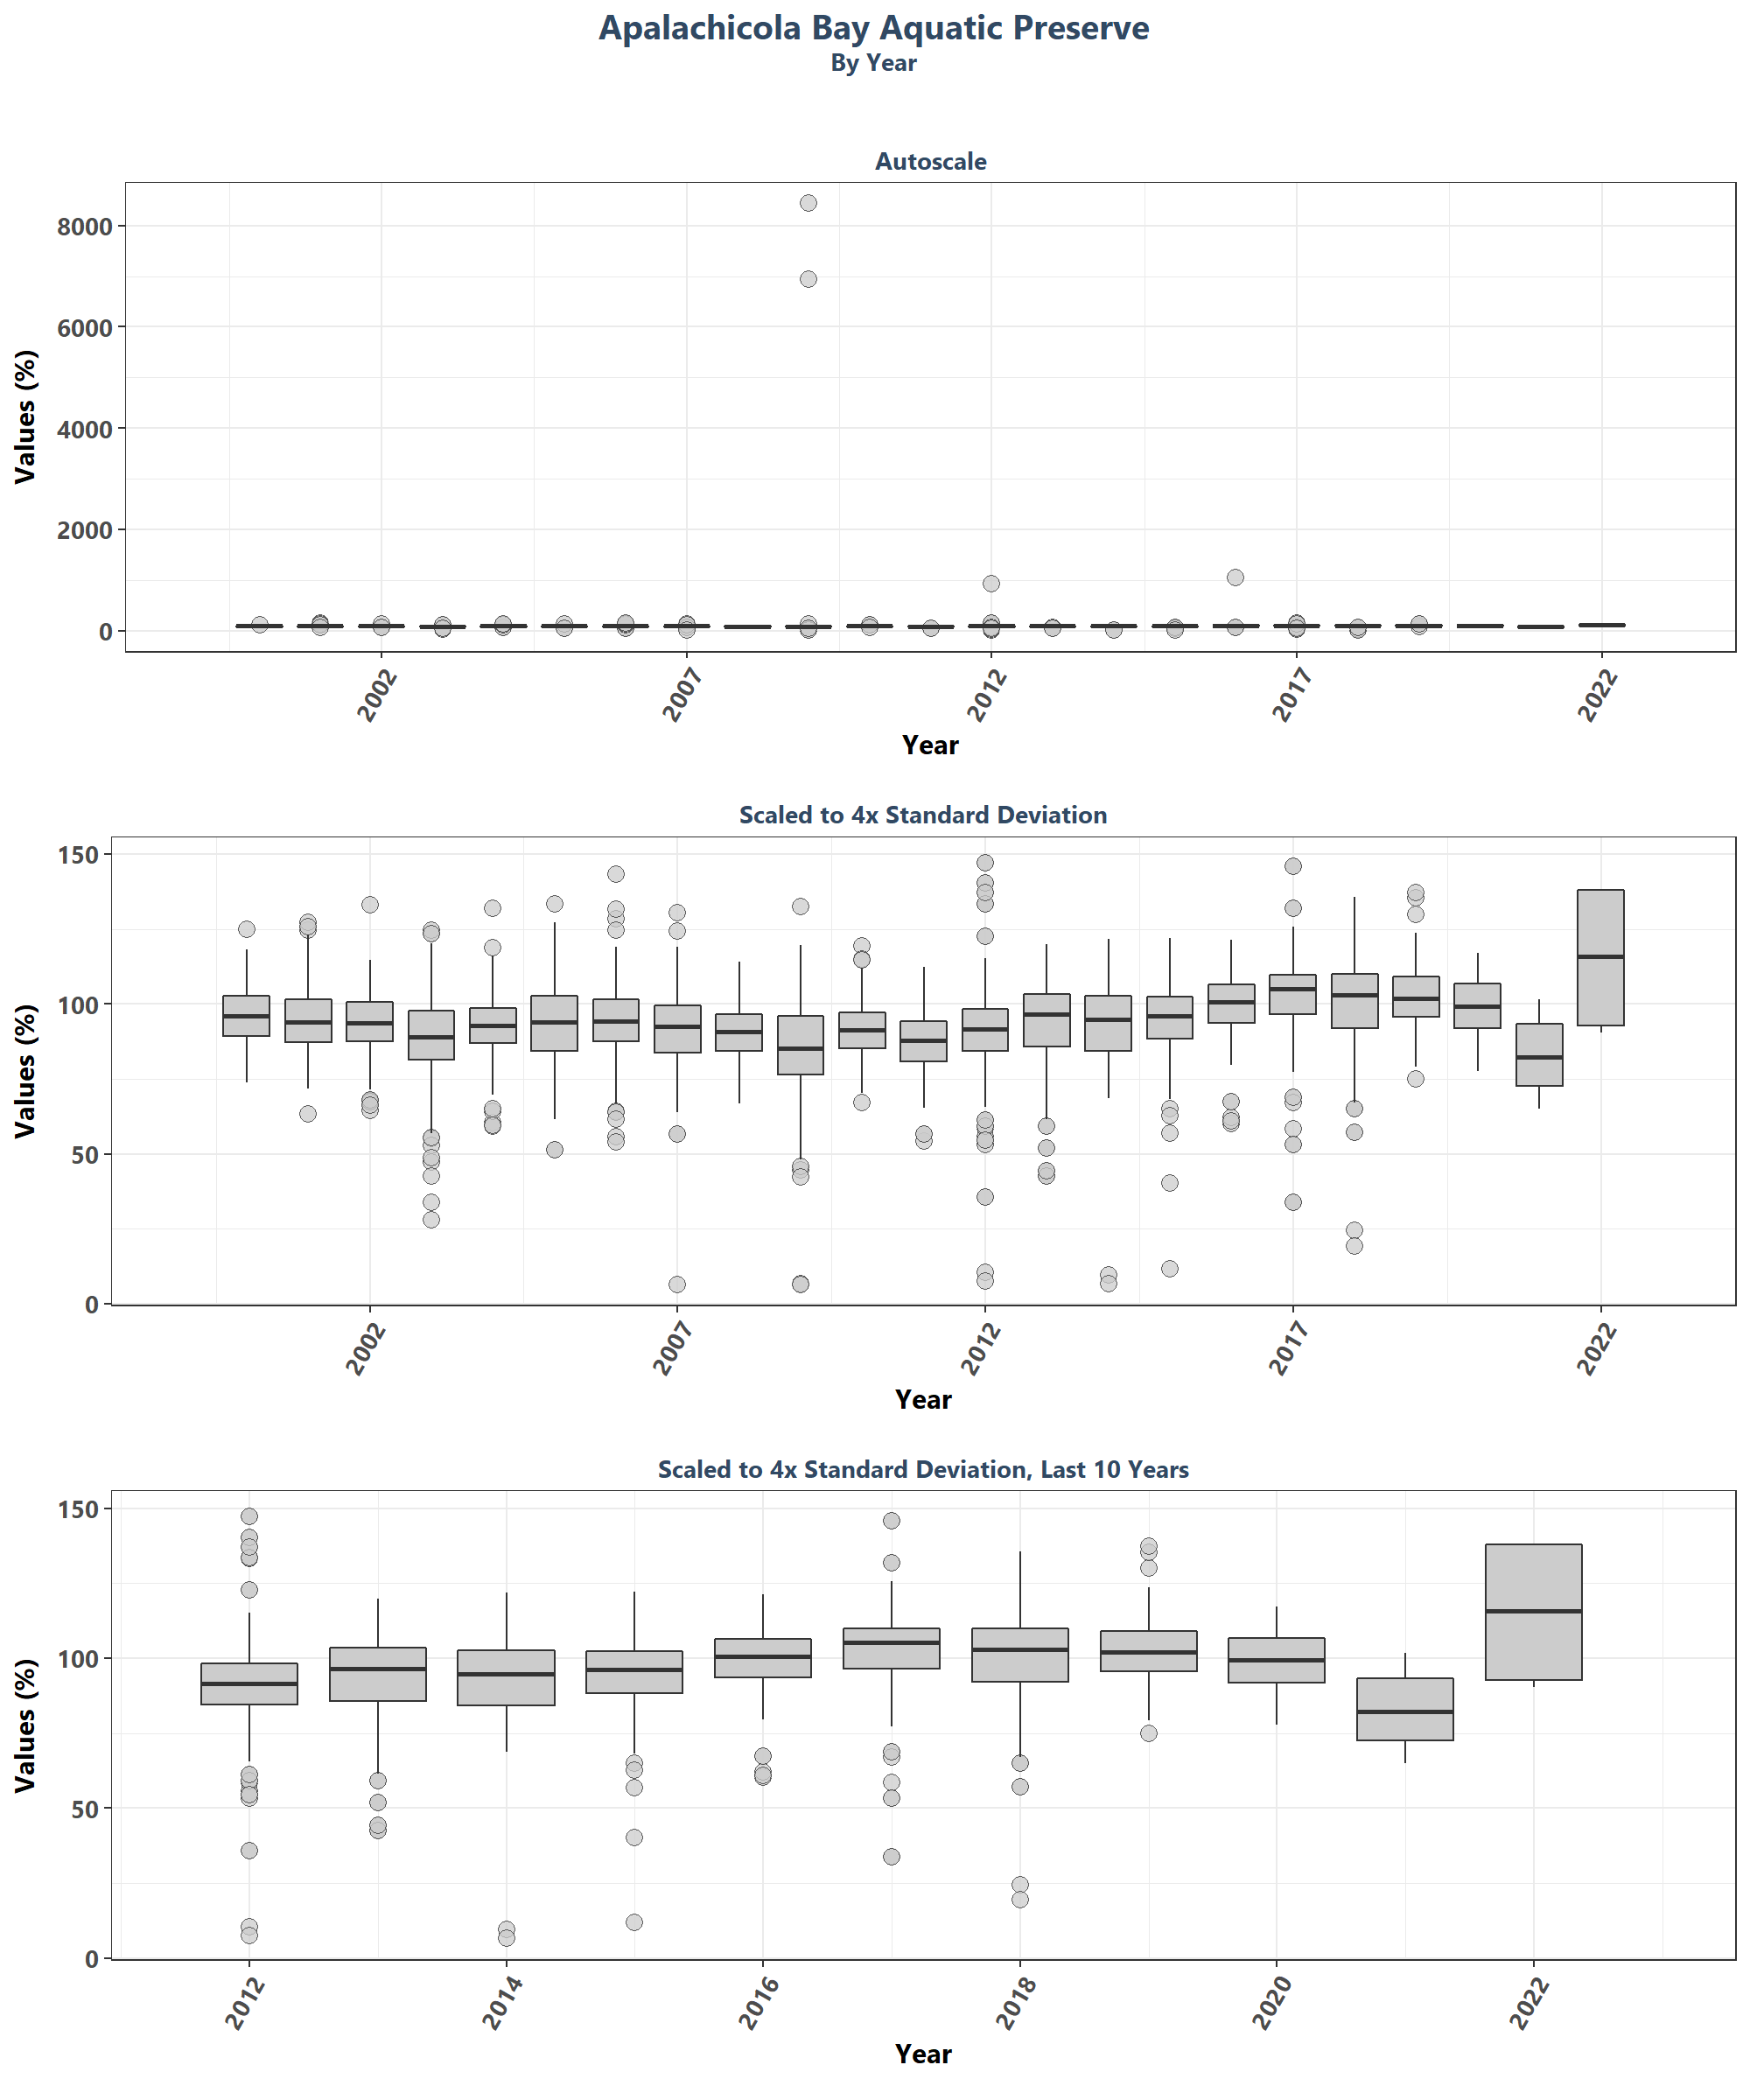 Apalachicola Bay Aquatic Preserve
By Year
Autoscale
8000
6000
4000
2000
0
Values (%)
2002 2007 2012 2017 2022
Year
Scaled to 4x Standard Deviation
150
100
50
0
Values (%)
2002 2007 2012 2017 2022
Year
Scaled to 4x Standard Deviation, Last 10 Years
150
100
50
0
Values (%)
2012 2014 2016 2018 2020 2022
Year